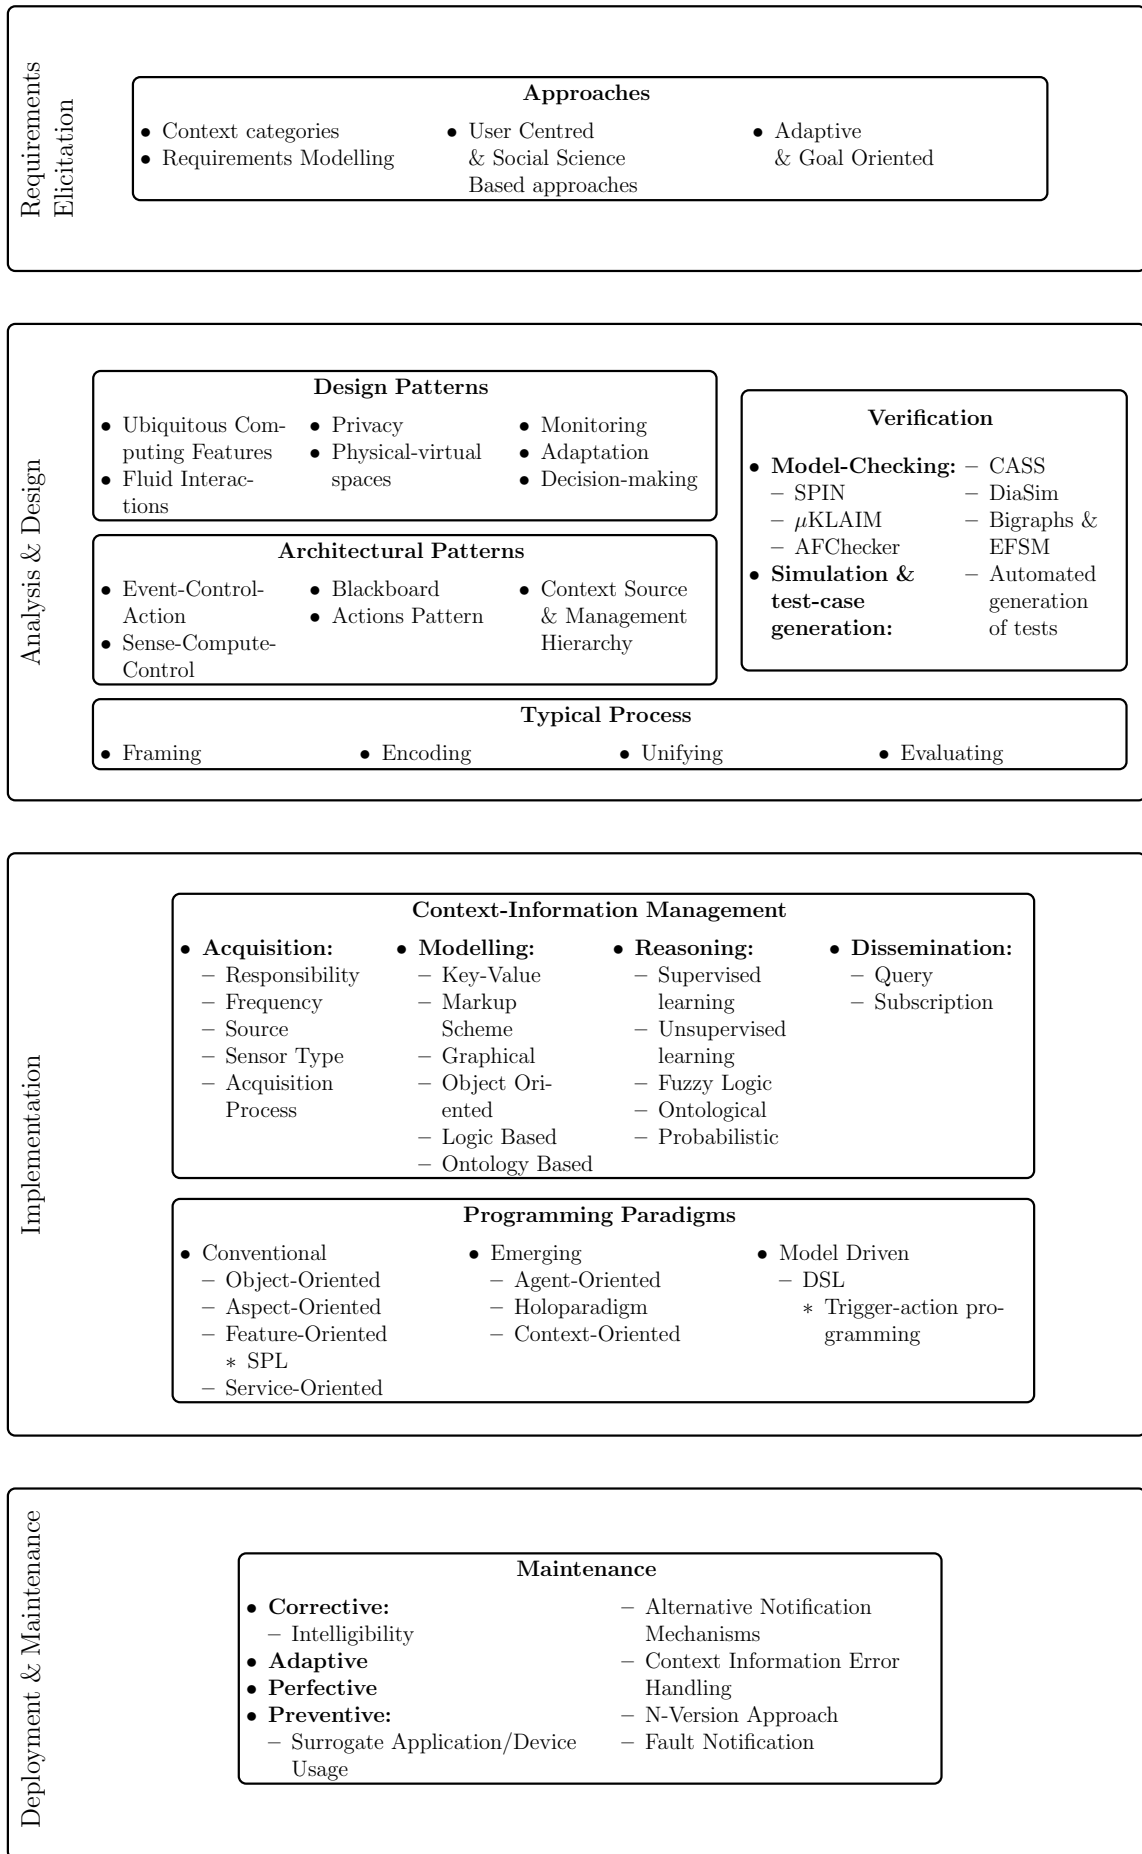 Requirements
Elicitation
Approaches
• Context categories
• Requirements Modelling
• User Centred
& Social Science
Based approaches
• Adaptive
& Goal Oriented
Analysis & Design
Design Patterns
• Ubiquitous Com-
puting Features
• Fluid Interac-
tions
• Privacy
• Physical-virtual
spaces
• Monitoring
• Adaptation
• Decision-making
Architectural Patterns
• Event-Control-
Action
• Sense-Compute-
Control
• Blackboard
• Actions Pattern
• Context Source
& Management
Hierarchy
Verification
• Model-Checking:
– SPIN
– μKLAIM
– AFChecker
• Simulation &
test-case
generation:
– CASS
– DiaSim
– Bigraphs &
EFSM
– Automated
generation
of tests
Typical Process
• Framing
• Encoding
• Unifying
• Evaluating
Implementation
Context-Information Management
• Acquisition:
– Responsibility
– Frequency
– Source
– Sensor Type
– Acquisition
Process
• Modelling:
– Key-Value
– Markup
Scheme
– Graphical
– Object Ori-
ented
– Logic Based
– Ontology Based
• Reasoning:
– Supervised
learning
– Unsupervised
learning
– Fuzzy Logic
– Ontological
– Probabilistic
• Dissemination:
– Query
– Subscription
Programming Paradigms
• Conventional
– Object-Oriented
– Aspect-Oriented
– Feature-Oriented
∗ SPL
– Service-Oriented
• Emerging
– Agent-Oriented
– Holoparadigm
– Context-Oriented
• Model Driven
– DSL
∗ Trigger-action pro-
gramming
Deployment & Maintenance
Maintenance
• Corrective:
– Intelligibility
• Adaptive
• Perfective
• Preventive:
– Surrogate Application/Device
Usage
– Alternative Notification
Mechanisms
– Context Information Error
Handling
– N-Version Approach
– Fault Notification